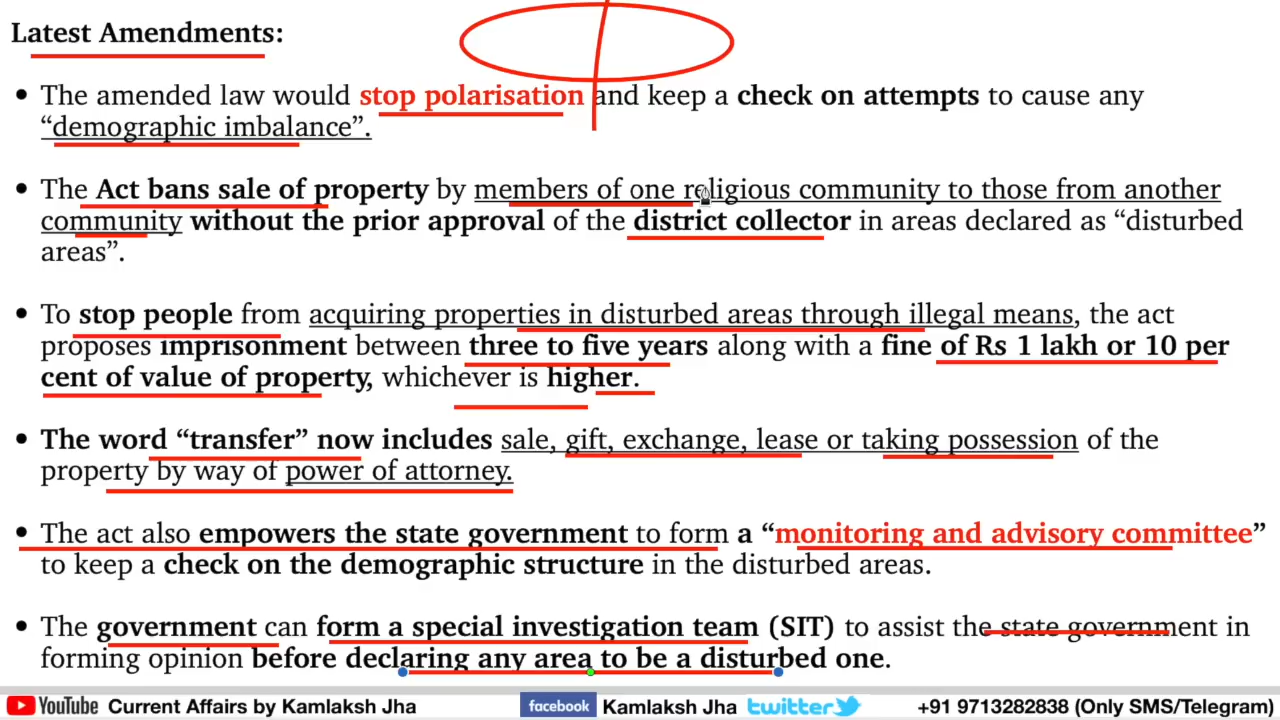 Latest Amendments:
• The amended law would stop polarisation and keep a check on attempts to cause any
“demographic imbalance”.
• The Act bans sale of property by members of one religious community to those from another
community without the prior approval of the district collector in areas declared as “disturbed
areas”.
• To stop people from acquiring properties in disturbed areas through illegal means, the act
proposes imprisonment between three to five years along with a fine of Rs 1 lakh or 10 per
cent of value of property, whichever is higher.
• The word “transfer” now includes sale, gift, exchange, lease or taking possession of the
property by way of power of attorney.
• The act also empowers the state government to form a “monitoring and advisory committee”
to keep a check on the demographic structure in the disturbed areas.
• The government can form a special investigation team (SIT) to assist the state government in
forming opinion before declaring any area to be a disturbed one.
YouTube Current Affairs by Kamlaksh Jha facebook Kamlaksh Jha twitter +91 9713282838 (Only SMS/Telegram)